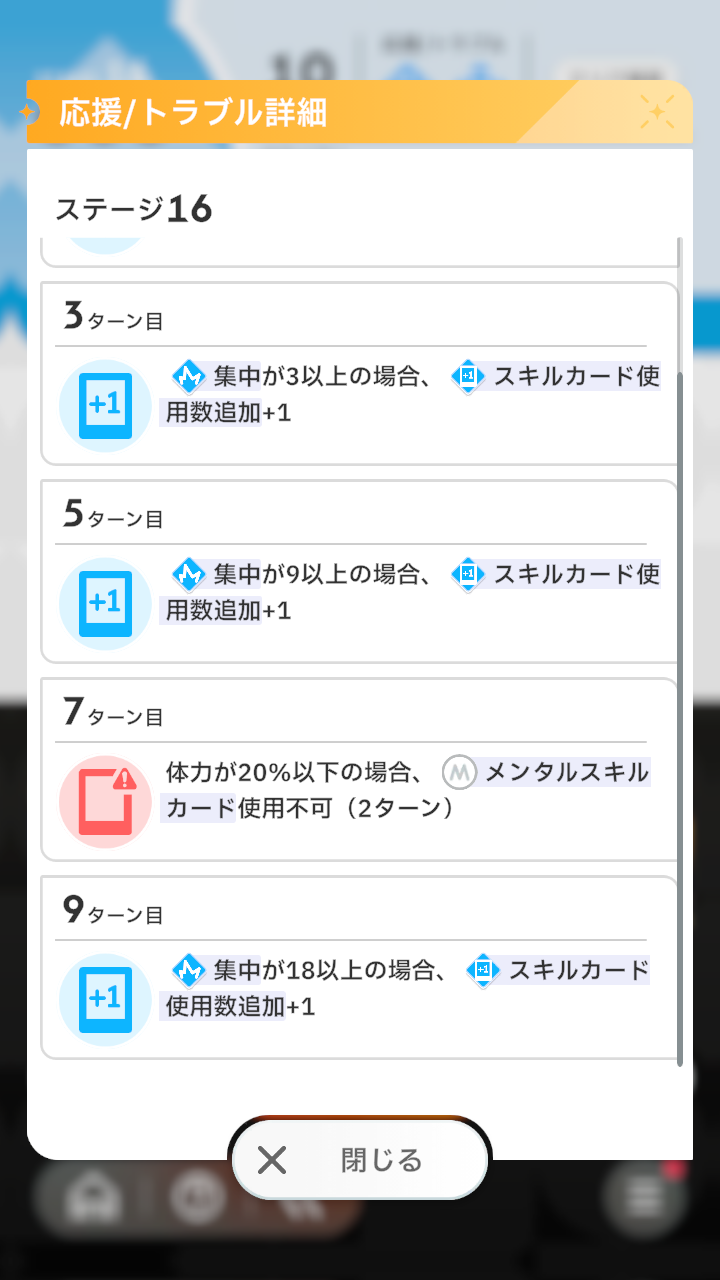 応援/トラブル詳細
ステージ16
3ターン目
集中が3以上の場合、 スキルカード使
用数追加+1
5ターン目
集中が9以上の場合、 スキルカード使
用数追加+1
7ターン目
体力が20%以下の場合、 Mメンタルスキル
カード使用不可（2ターン）
9ターン目
集中が18以上の場合、 スキルカード
使用数追加+1
閉じる